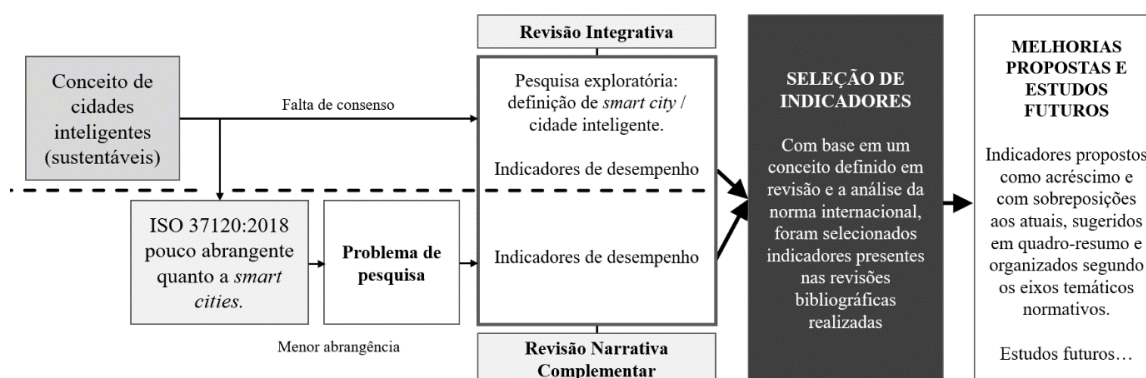 Conceito de
cidades
inteligentes
(sustentáveis)
Falta de consenso
ISO 37120:2018
pouco abrangente
quanto a smart
cities.
Problema de
pesquisa
Menor abrangência
Revisão Integrativa
Pesquisa exploratória:
definição de smart city /
cidade inteligente.
Indicadores de desempenho
Indicadores de desempenho
Revisão Narrativa
Complementar
SELEÇÃO DE
INDICADORES
Com base em um
conceito definido em
revisão e a análise da
norma internacional,
foram selecionados
indicadores presentes
nas revisões
bibliográficas
realizadas
MELHORIAS
PROPOSTAS E
ESTUDOS
FUTUROS
Indicadores propostos
como acréscimo e
com sobreposições
aos atuais, sugeridos
em quadro-resumo e
organizados segundo
os eixos temáticos
normativos.
Estudos futuros…